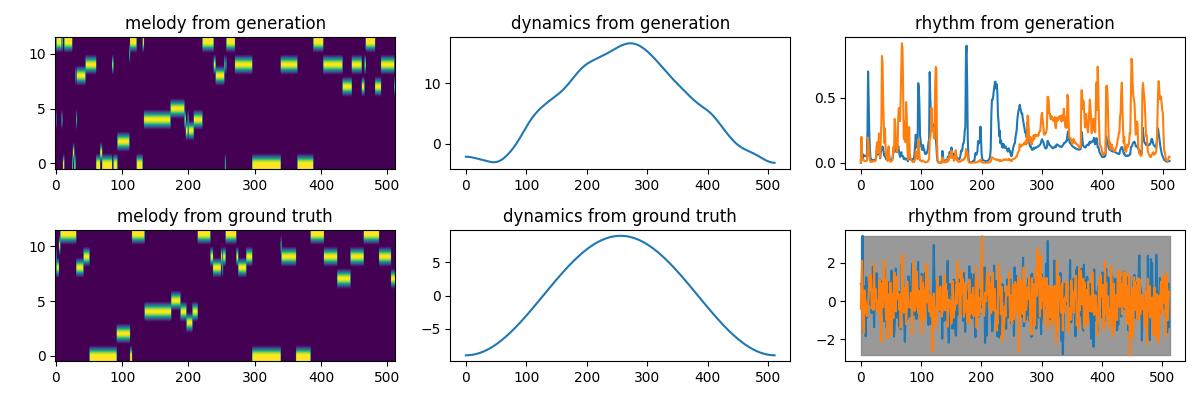 melody from generation
dynamics from generation
rhythm from generation
10
5
0
0 100 200 300 400 500
10
0
0 100 200 300 400 500
0.5
0.0
0 100 200 300 400 500
melody from ground truth
dynamics from ground truth
rhythm from ground truth
10
5
0
0 100 200 300 400 500
5
0
−5
0 100 200 300 400 500
2
0
−2
0 100 200 300 400 500